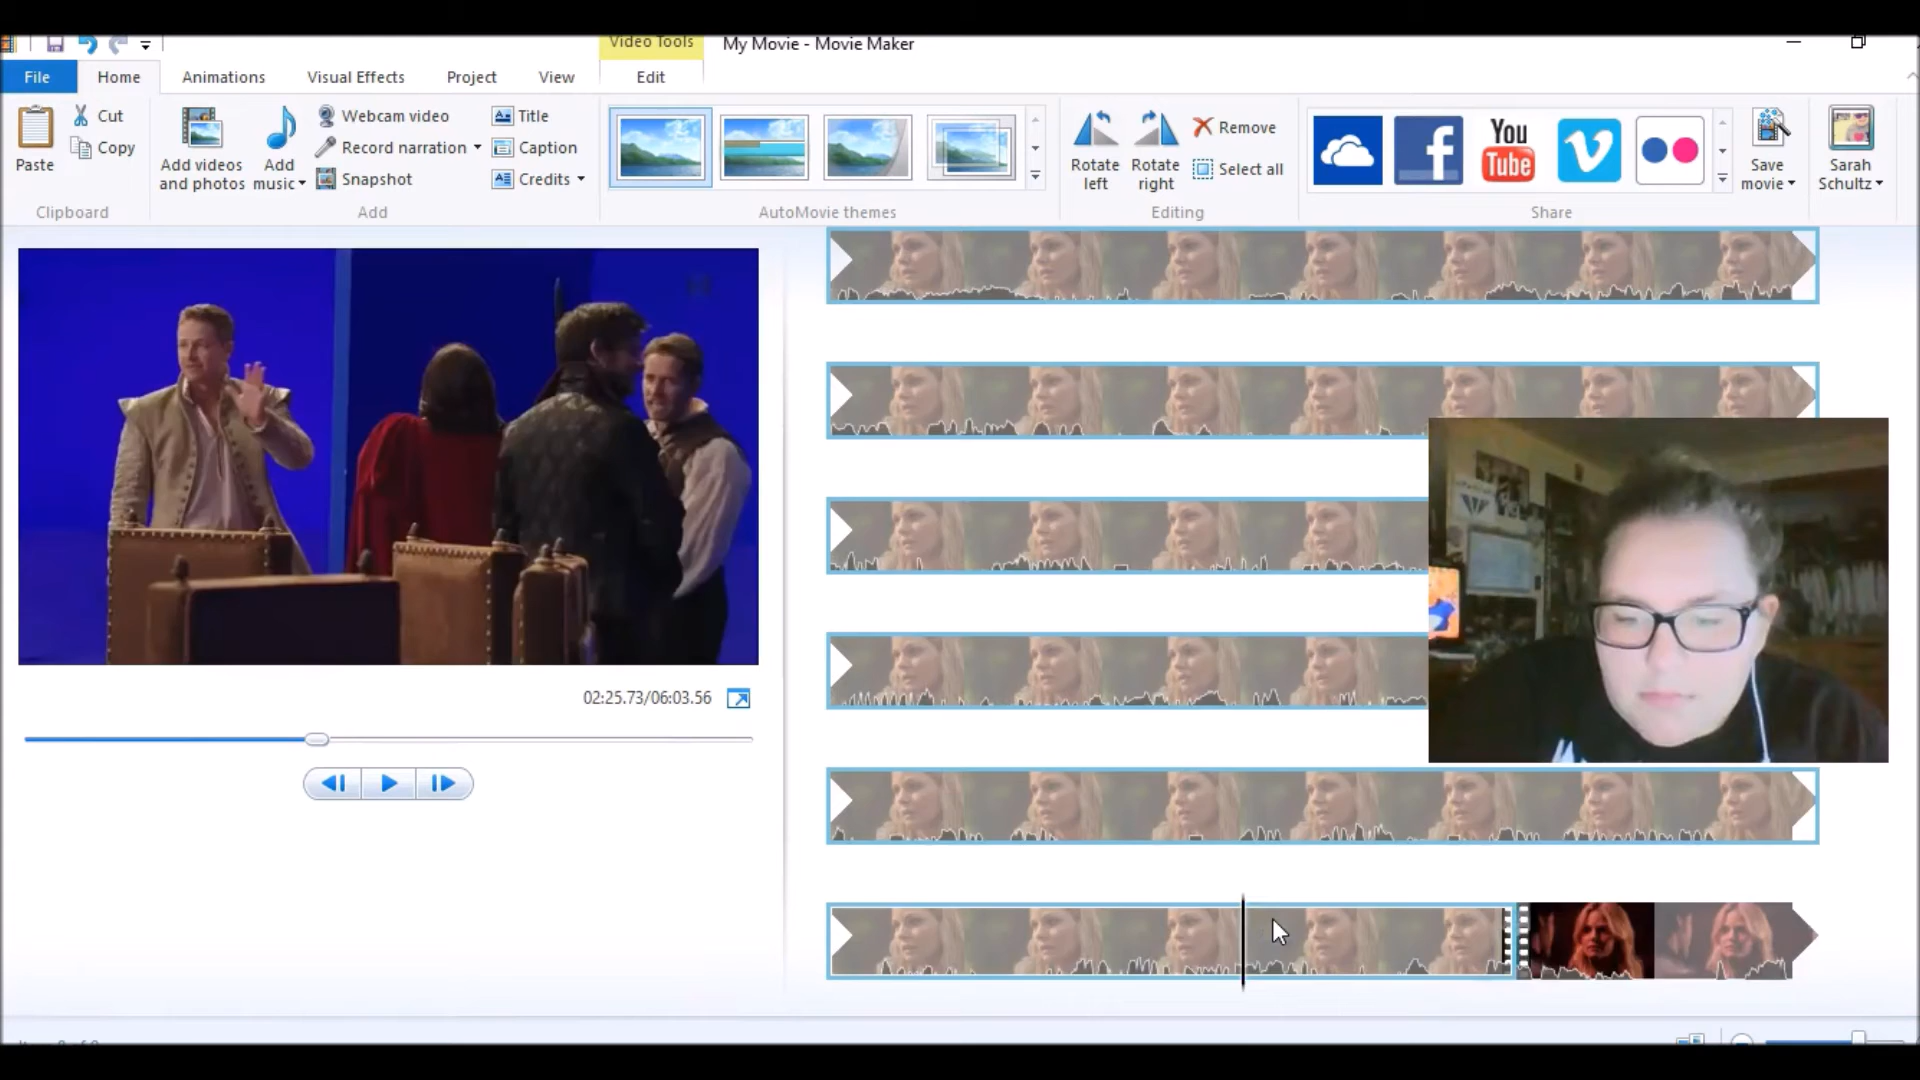 Video Tools
My Movie - Movie Maker
File
Home
Animations
Visual Effects
Project
View
Edit
Paste
Cut
Copy
Clipboard
Add videos
and photos
Add
music
Webcam video
Record narration
Snapshot
Title
Caption
Credits
Add
AutoMovie themes
Rotate
left
Rotate
right
Remove
Select all
Editing
You
Tube
Share
Save
movie
Sarah
Schultz
02:25.73/06:03.56